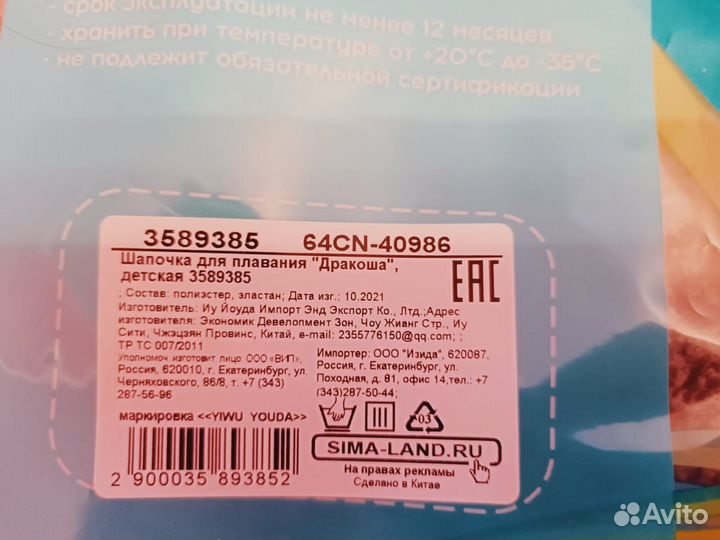 - срок эксплуатации не менее 12 месяцев
- хранить при температуре от +20°C до -35°C
- не подлежит обязательной сертификации
3589385 64CN-40986
Шапочка для плавания "Дракоша",
детская 3589385
EAC
; Состав: полиэстер, эластан; Дата изг.: 10.2021
Изготовитель: Иу Йоуда Импорт Энд Экспорт Ко., Лтд.;Адрес
изготовителя: Экономик Девелопмент Зон, Чоу Жианг Стр., Иу
Сити, Чжэцзян Провинс, Китай, e-mail: 2355776150@qq.com; ;
ТР ТС 007/2011
Уполномоч изготовит лицо ООО «ВИП»,
Россия, 620010, г. Екатеринбург, ул.
Черняховского, 86/8, т. +7 (343)
287-56-96
Импортер: ООО "Изида", 620087,
Россия, г. Екатеринбург, ул.
Походная, д. 81, офис 14,тел.: +7
(343)287-50-44;
маркировка <<YIWU YOUDA>>
03
SIMA-LAND.RU
На правах рекламы
Сделано в Китае
2 900035 893852
Avito